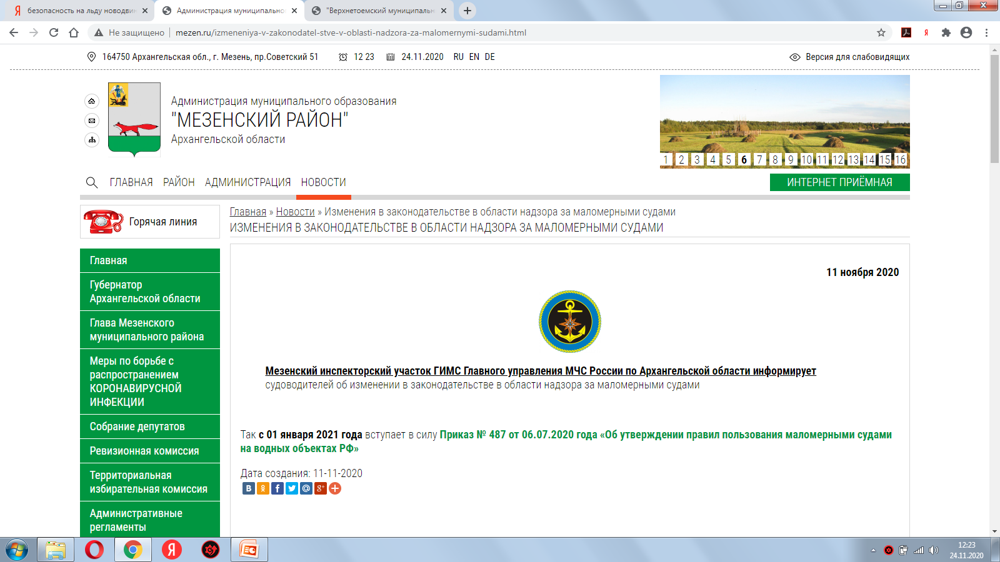 безопасность на льду новодвин
Администрация муниципально
"Верхнетоемский муниципаль
Не защищено
mezen.ru/izmeneniya-v-zakonodatel-stve-v-oblasti-nadzora-za-malomernymi-sudami.html
164750 Архангельская обл., г. Мезень, пр.Советский 51
12 23
24.11.2020
RU EN DE
Версия для слабовидящих
Администрация муниципального образования
"МЕЗЕНСКИЙ РАЙОН"
Архангельской области
1 2 3 4 5 6 7 8 9 10 11 12 13 14 15 16
ГЛАВНАЯ РАЙОН АДМИНИСТРАЦИЯ НОВОСТИ
ИНТЕРНЕТ ПРИЁМНАЯ
Горячая линия
Главная
Губернатор
Архангельской области
Глава Мезенского
муниципального района
Меры по борьбе с
распространением
КОРОНАВИРУСНОЙ
ИНФЕКЦИИ
Собрание депутатов
Ревизионная комиссия
Территориальная
избирательная комиссия
Административные
регламенты
Главная » Новости » Изменения в законодательстве в области надзора за маломерными судами
ИЗМЕНЕНИЯ В ЗАКОНОДАТЕЛЬСТВЕ В ОБЛАСТИ НАДЗОРА ЗА МАЛОМЕРНЫМИ СУДАМИ
11 ноября 2020
Мезенский инспекторский участок ГИМС Главного управления МЧС России по Архангельской области информирует
судоводителей об изменении в законодательстве в области надзора за маломерными судами
Так с 01 января 2021 года вступает в силу Приказ № 487 от 06.07.2020 года «Об утверждении правил пользования маломерными судами
на водных объектах РФ»
Дата создания: 11-11-2020
12:23
24.11.2020